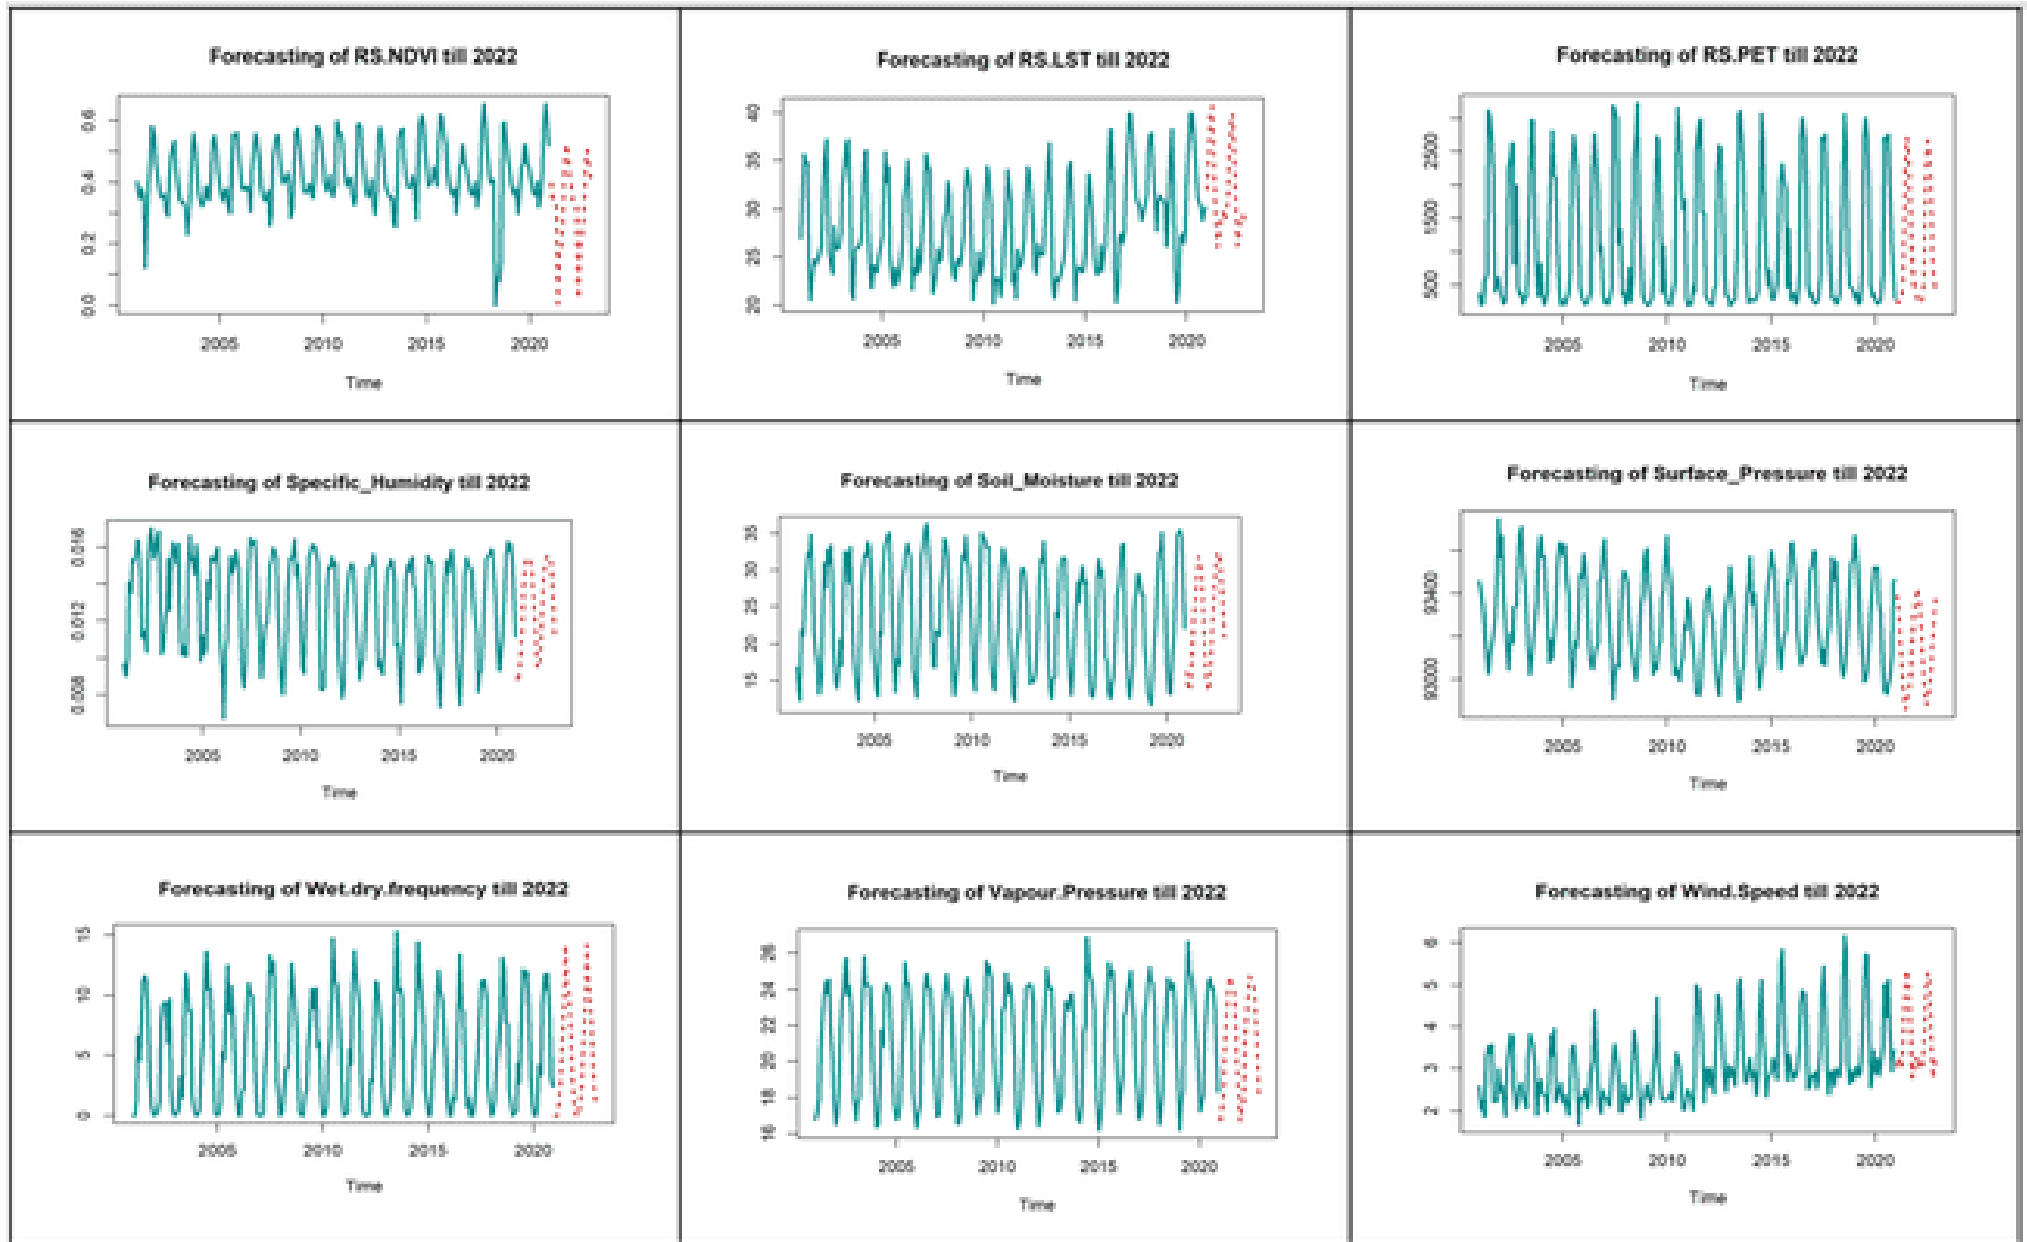 Forecasting of RS.NDVI till 2022
0.6
0.4
0.2
0.0
2005 2010 2015 2020
Time
Forecasting of RS.LST till 2022
40
35
30
25
20
2005 2010 2015 2020
Time
Forecasting of RS.PET till 2022
2500
1500
500
2005 2010 2015 2020
Time
Forecasting of Specific_Humidity till 2022
0.016
0.012
0.008
2005 2010 2015 2020
Time
Forecasting of Soil_Moisture till 2022
35
30
25
20
15
2005 2010 2015 2020
Time
Forecasting of Surface_Pressure till 2022
93400
93000
2005 2010 2015 2020
Time
Forecasting of Wet.dry.frequency till 2022
15
10
5
0
2005 2010 2015 2020
Time
Forecasting of Vapour.Pressure till 2022
26
24
22
20
18
16
2005 2010 2015 2020
Time
Forecasting of Wind.Speed till 2022
6
5
4
3
2
2005 2010 2015 2020
Time